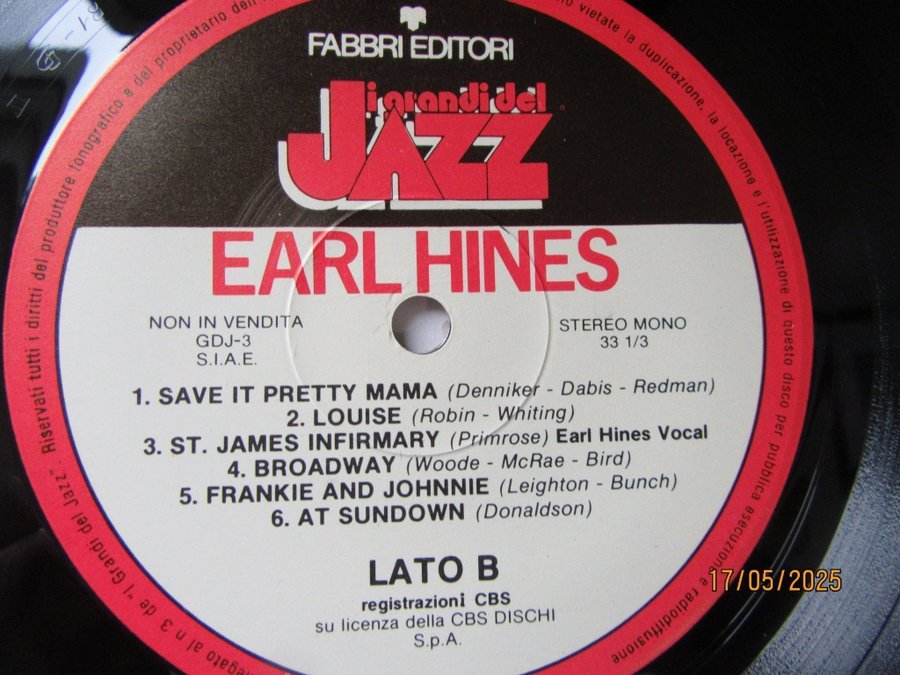 FABBRI EDITORI
i grandi del
JAZZ
EARL HINES
NON IN VENDITA
GDJ-3
S.I.A.E.
STEREO MONO
33 1/3
1. SAVE IT PRETTY MAMA (Denniker - Dabis - Redman)
2. LOUISE (Robin - Whiting)
3. ST. JAMES INFIRMARY (Primrose) Earl Hines Vocal
4. BROADWAY (Woode - McRae - Bird)
5. FRANKIE AND JOHNNIE (Leighton - Bunch)
6. AT SUNDOWN (Donaldson)
LATO B
registrazioni CBS
su licenza della CBS DISCHI
S.p.A.
al n 3 de "I Grandi del Jazz" Riservati tutti i diritti del produttore fonografico e del proprietario
vietate la duplicazione, la locazione e l'utilizzazione di questo disco per pubblica esecuzione e radiodiffusione
17/05/2025